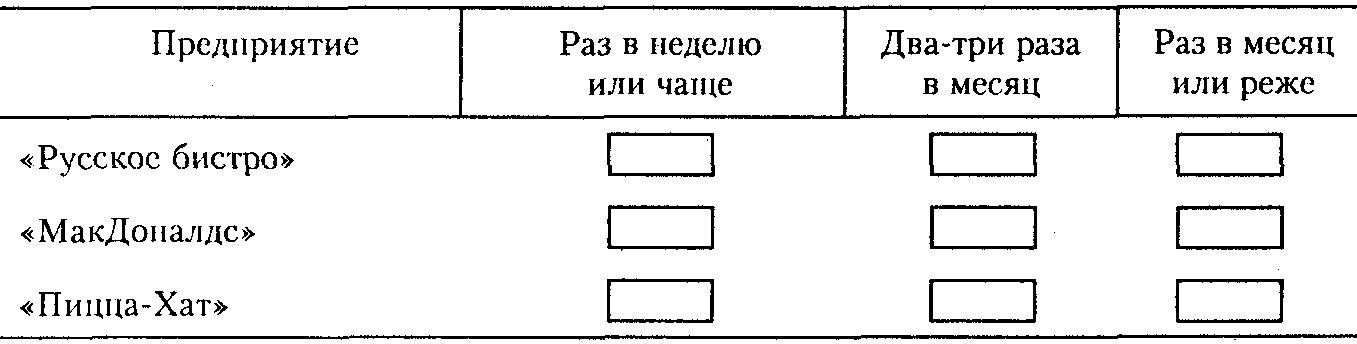 Предприятие
Раз в неделю
или чаще
Два-три раза
в месяц
Раз в месяц
или реже
«Русское бистро»
«МакДоналдс»
«Пицца-Хат»